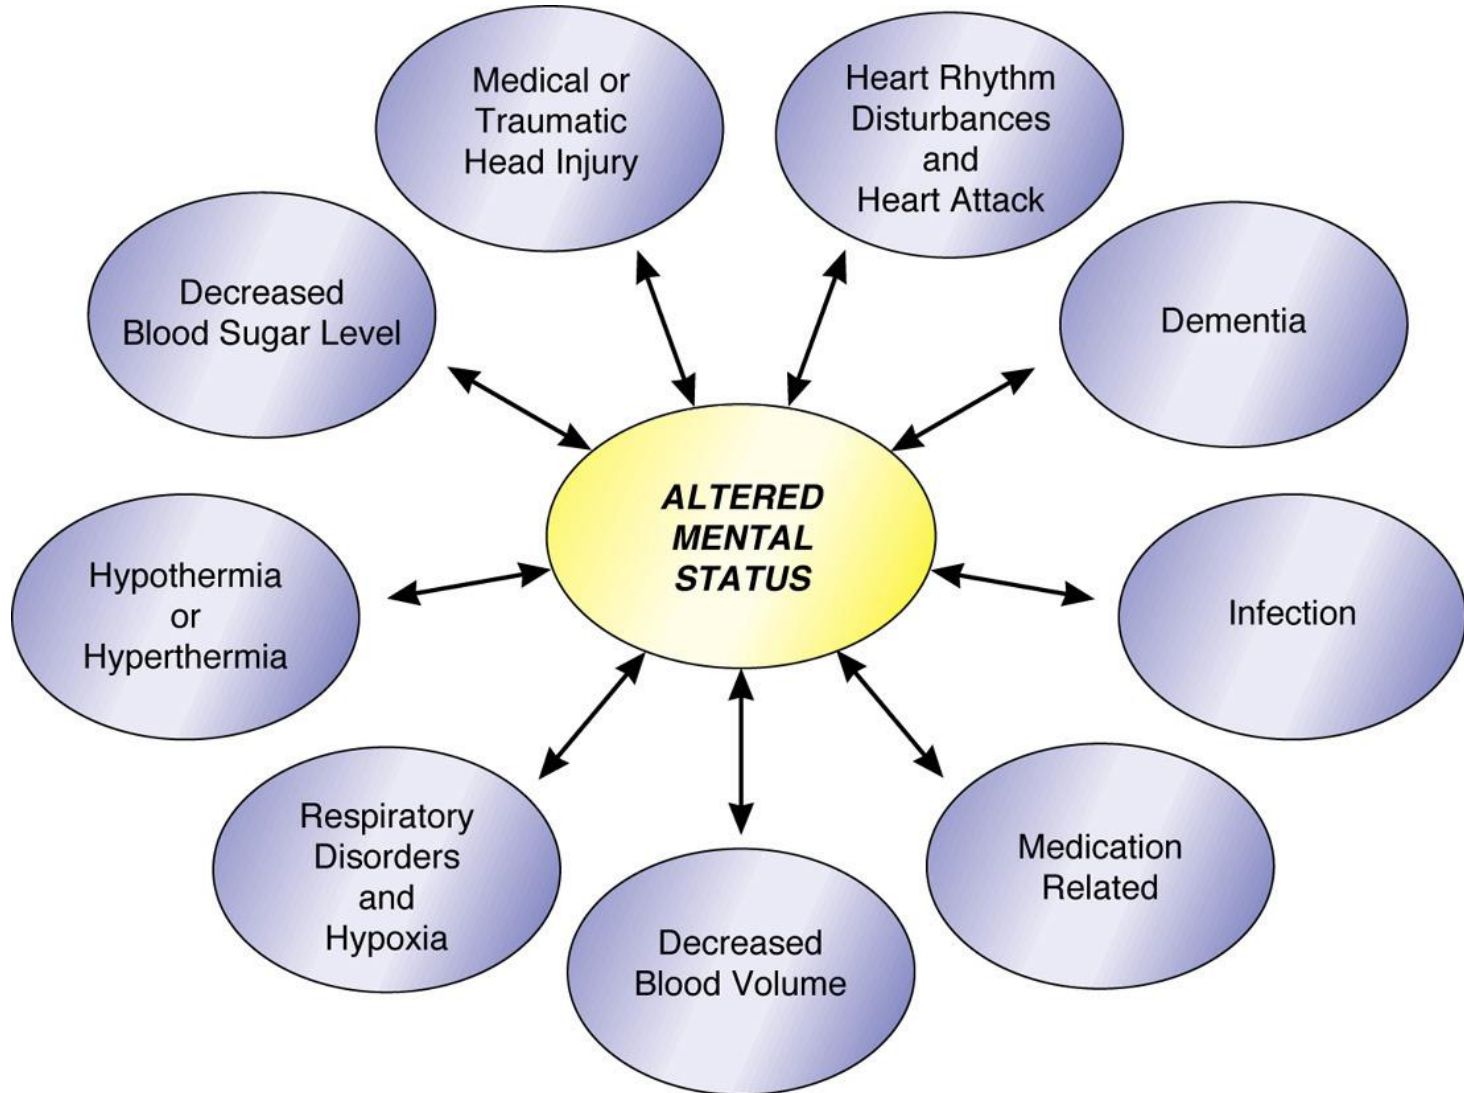 Medical or
Traumatic
Head Injury
Heart Rhythm
Disturbances
and
Heart Attack
Decreased
Blood Sugar Level
Dementia
ALTERED
MENTAL
STATUS
Hypothermia
or
Hyperthermia
Infection
Respiratory
Disorders
and
Hypoxia
Medication
Related
Decreased
Blood Volume